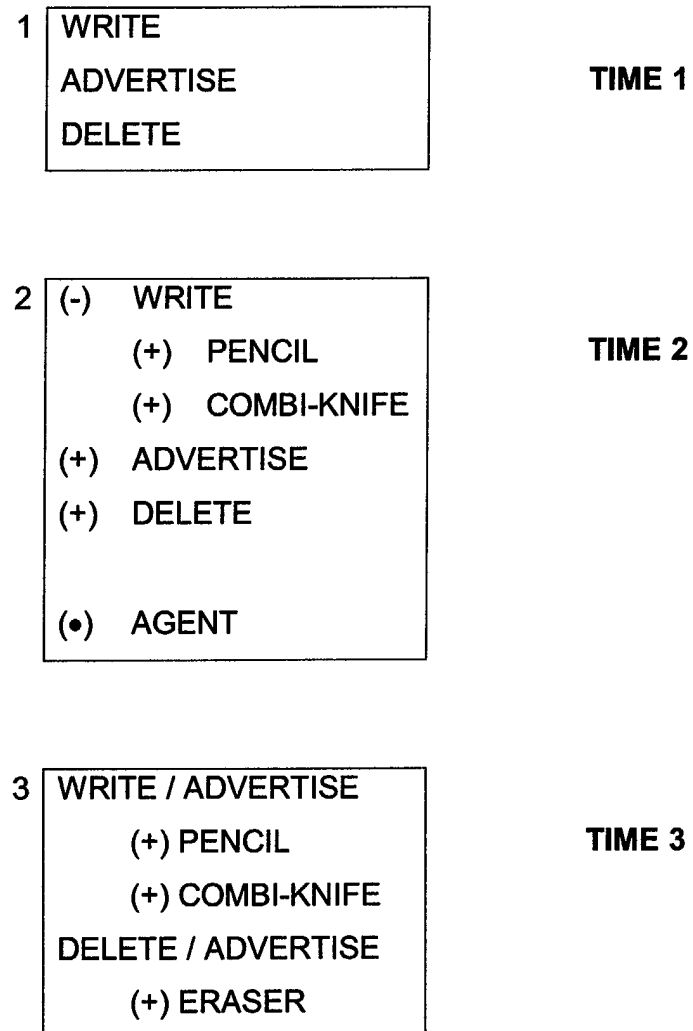 1 WRITE
ADVERTISE TIME 1
DELETE
2 (-) WRITE
(+) PENCIL TIME 2
(+) COMBI-KNIFE
(+) ADVERTISE
(+) DELETE
(•) AGENT
3 WRITE / ADVERTISE
(+) PENCIL TIME 3
(+) COMBI-KNIFE
DELETE / ADVERTISE
(+) ERASER